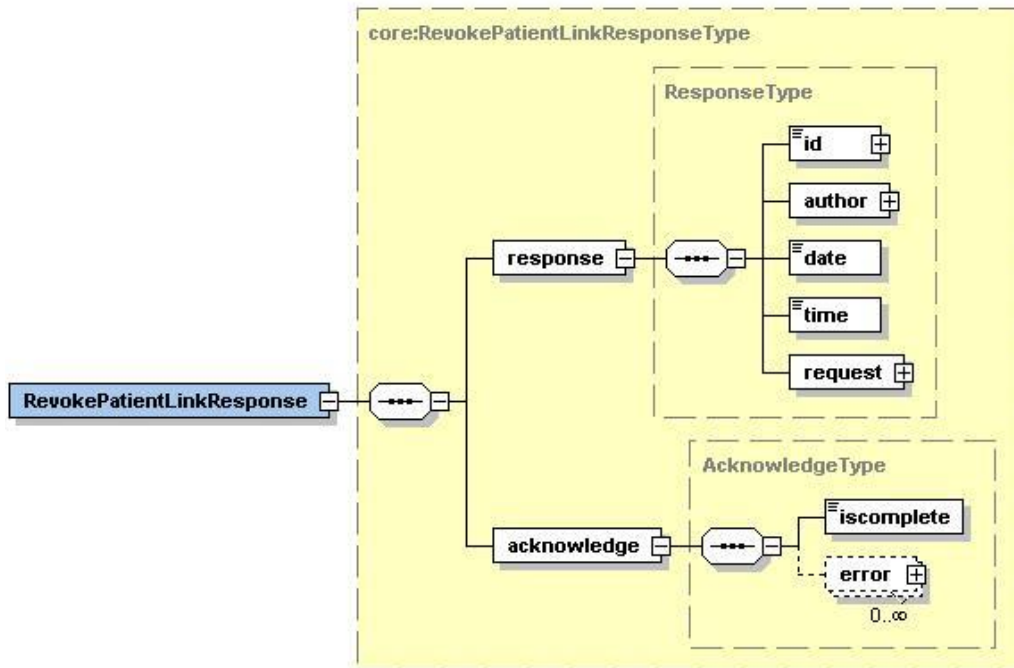 core:RevokePatientLinkResponseType
ResponseType
id
author
date
time
request
response
RevokePatientLinkResponse
AcknowledgeType
acknowledge
iscomplete
error
0..∞